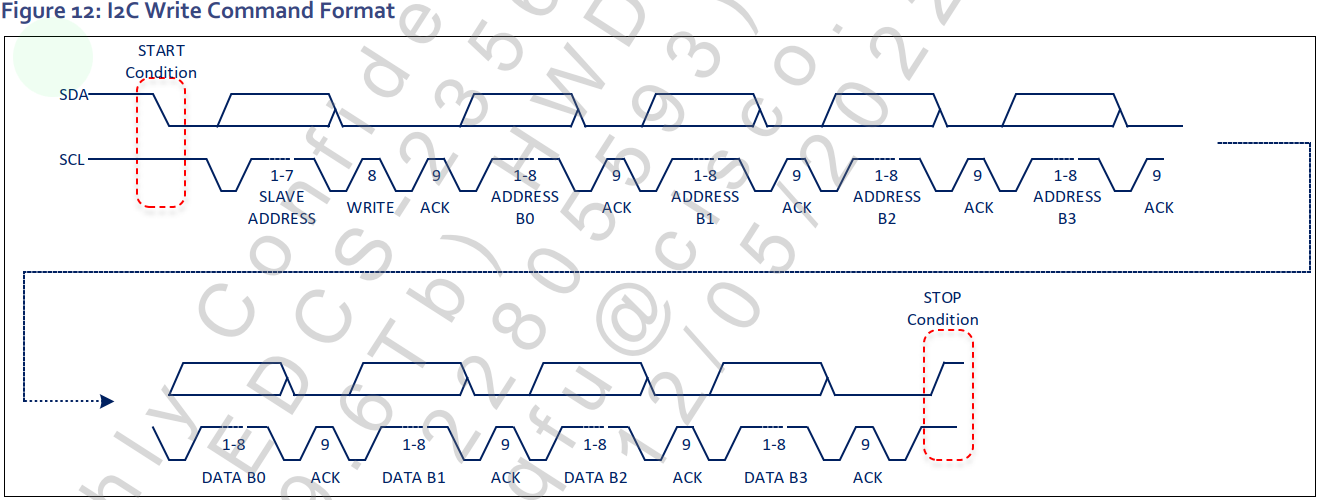 Figure 12: I2C Write Command Format
START
Condition
SDA
SCL
1-7
SLAVE
ADDRESS
8
WRITE
9
ACK
1-8
ADDRESS
B0
9
ACK
1-8
ADDRESS
B1
9
ACK
1-8
ADDRESS
B2
9
ACK
1-8
ADDRESS
B3
9
ACK
STOP
Condition
1-8
DATA B0
9
ACK
1-8
DATA B1
9
ACK
1-8
DATA B2
9
ACK
1-8
DATA B3
9
ACK